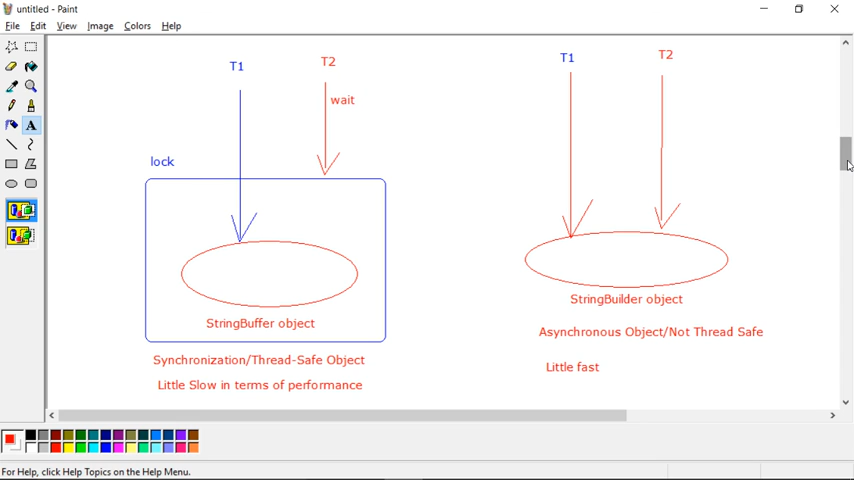 untitled - Paint
File Edit View Image Colors Help
T1 T2
wait
lock
StringBuffer object
Synchronization/Thread-Safe Object
Little Slow in terms of performance
T1 T2
StringBuilder object
Asynchronous Object/Not Thread Safe
Little fast
A
For Help, click Help Topics on the Help Menu.